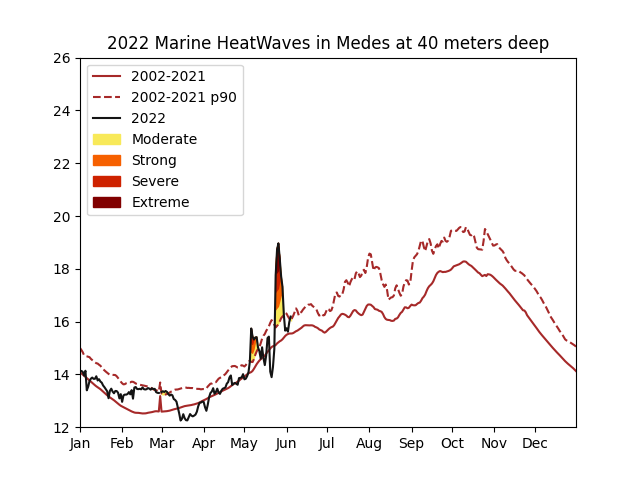 2022 Marine HeatWaves in Medes at 40 meters deep
26
24
22
20
18
16
14
12
2002-2021
2002-2021 p90
2022
Moderate
Strong
Severe
Extreme
Jan Feb Mar Apr May Jun Jul Aug Sep Oct Nov Dec